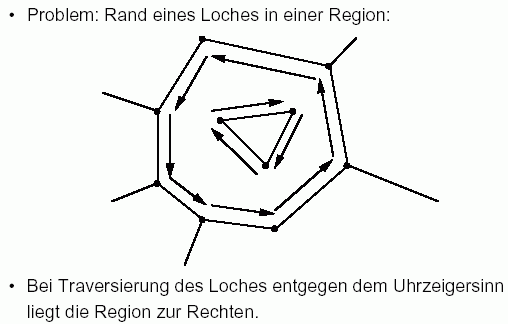 • Problem: Rand eines Loches in einer Region:
• Bei Traversierung des Loches entgegen dem Uhrzeigersinn
liegt die Region zur Rechten.